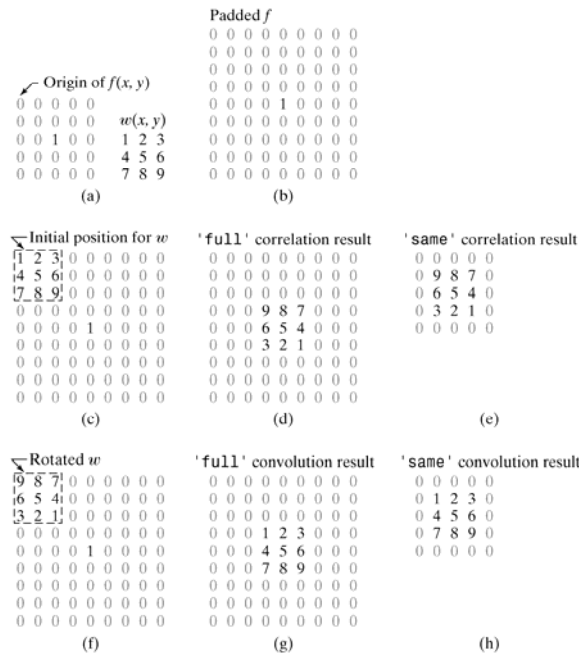 Origin of f(x, y)
0 0 0 0 0
0 0 0 0 0
0 0 1 0 0
0 0 0 0 0
0 0 0 0 0
w(x, y)
1 2 3
4 5 6
7 8 9
(a)
Padded f
0 0 0 0 0 0 0 0 0
0 0 0 0 0 0 0 0 0
0 0 0 0 0 0 0 0 0
0 0 0 0 0 0 0 0 0
0 0 0 0 1 0 0 0 0
0 0 0 0 0 0 0 0 0
0 0 0 0 0 0 0 0 0
0 0 0 0 0 0 0 0 0
0 0 0 0 0 0 0 0 0
(b)
Initial position for w
1 2 3 0 0 0 0 0 0
4 5 6 0 0 0 0 0 0
7 8 9 0 0 0 0 0 0
0 0 0 0 0 0 0 0 0
0 0 0 0 1 0 0 0 0
0 0 0 0 0 0 0 0 0
0 0 0 0 0 0 0 0 0
0 0 0 0 0 0 0 0 0
0 0 0 0 0 0 0 0 0
(c)
'full' correlation result
0 0 0 0 0 0 0 0 0
0 0 0 0 0 0 0 0 0
0 0 0 0 0 0 0 0 0
0 0 0 9 8 7 0 0 0
0 0 0 6 5 4 0 0 0
0 0 0 3 2 1 0 0 0
0 0 0 0 0 0 0 0 0
0 0 0 0 0 0 0 0 0
0 0 0 0 0 0 0 0 0
(d)
'same' correlation result
0 0 0 0 0
0 9 8 7 0
0 6 5 4 0
0 3 2 1 0
0 0 0 0 0
(e)
Rotated w
9 8 7 0 0 0 0 0 0
6 5 4 0 0 0 0 0 0
3 2 1 0 0 0 0 0 0
0 0 0 0 0 0 0 0 0
0 0 0 0 1 0 0 0 0
0 0 0 0 0 0 0 0 0
0 0 0 0 0 0 0 0 0
0 0 0 0 0 0 0 0 0
0 0 0 0 0 0 0 0 0
(f)
'full' convolution result
0 0 0 0 0 0 0 0 0
0 0 0 0 0 0 0 0 0
0 0 0 0 0 0 0 0 0
0 0 0 1 2 3 0 0 0
0 0 0 4 5 6 0 0 0
0 0 0 7 8 9 0 0 0
0 0 0 0 0 0 0 0 0
0 0 0 0 0 0 0 0 0
0 0 0 0 0 0 0 0 0
(g)
'same' convolution result
0 0 0 0 0
0 1 2 3 0
0 4 5 6 0
0 7 8 9 0
0 0 0 0 0
(h)